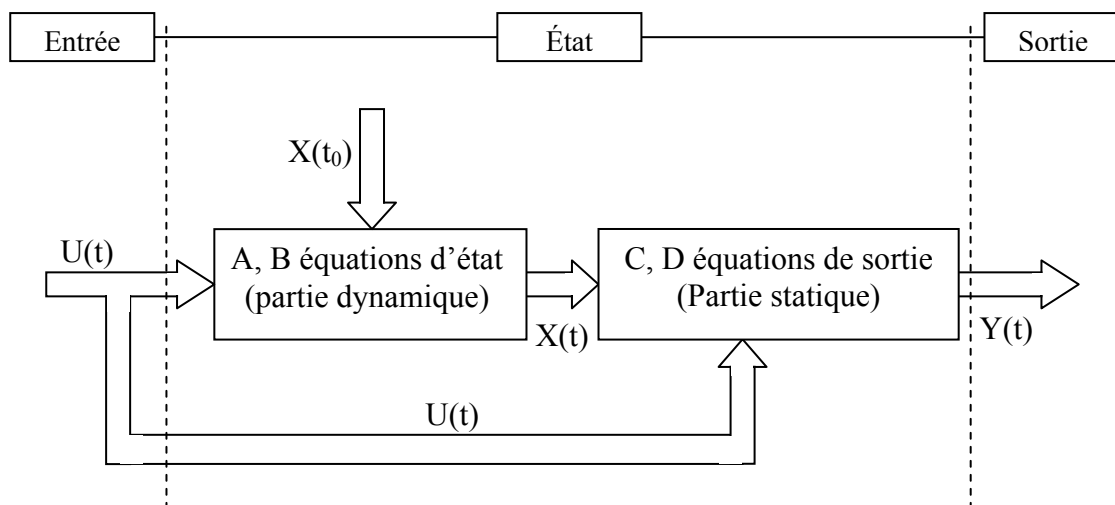 Entrée
État
Sortie
X(t₀)
U(t)
A, B équations d’état
(partie dynamique)
C, D équations de sortie
(Partie statique)
X(t)
Y(t)
U(t)